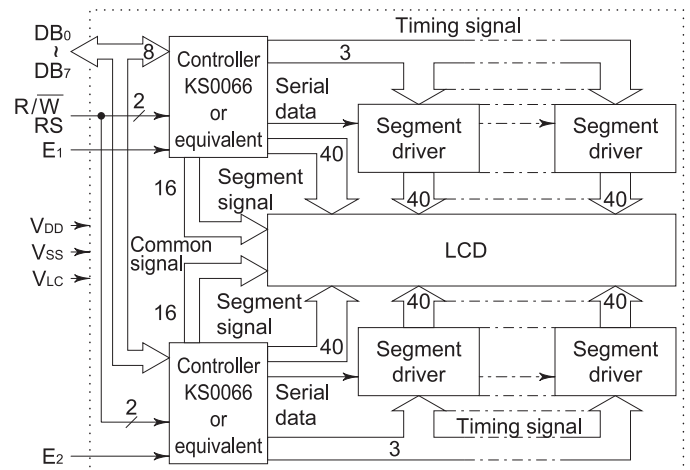 Timing signal
DB0
~
DB7
8
Controller
KS0066
or
equivalent
3
Serial
data
R/W̅
RS
2
Segment
driver
Segment
driver
E1
40
16
Segment
signal
40
40
VDD
VSS
VLC
Common
signal
LCD
16
Segment
signal
40
40
40
Controller
KS0066
or
equivalent
Segment
driver
Segment
driver
Serial
data
2
Timing signal
3
E2